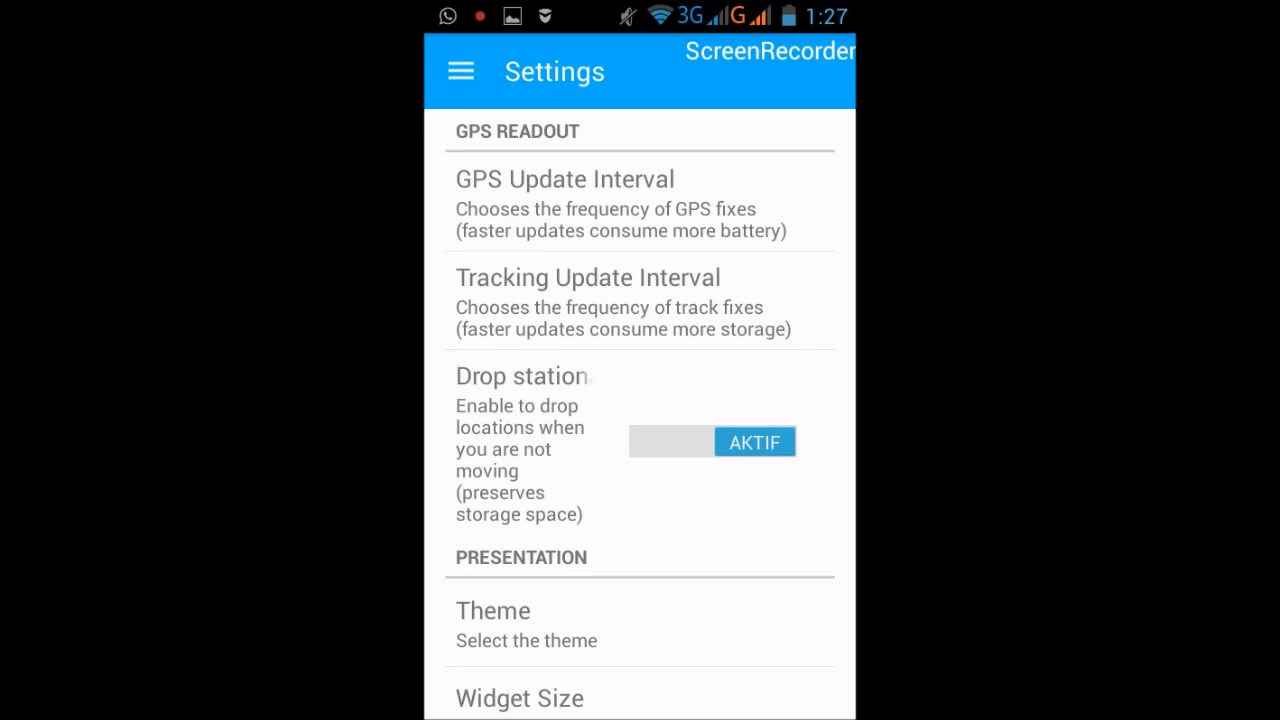 3G G 1:27
ScreenRecorder
Settings
GPS READOUT
GPS Update Interval
Chooses the frequency of GPS fixes
(faster updates consume more battery)
Tracking Update Interval
Chooses the frequency of track fixes
(faster updates consume more storage)
Drop station
Enable to drop
locations when
you are not
moving
(preserves
storage space)
AKTIF
PRESENTATION
Theme
Select the theme
Widget Size